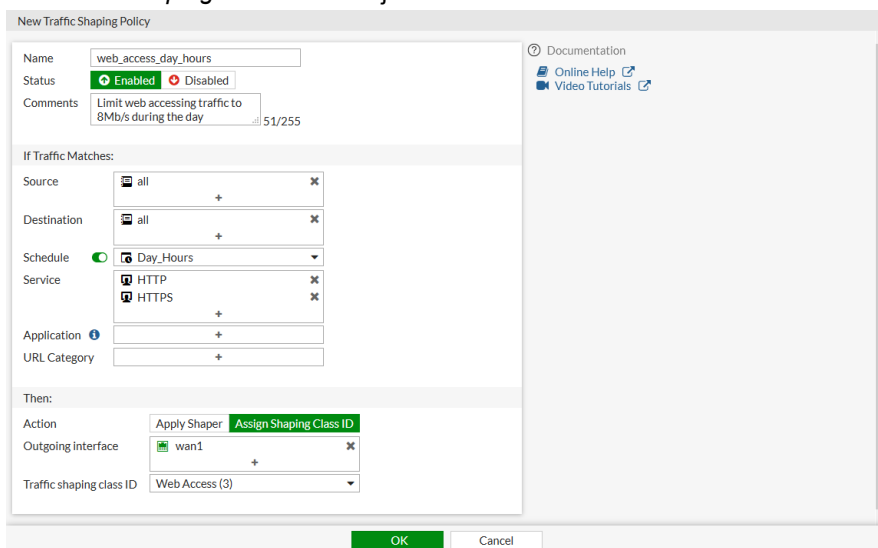 New Traffic Shaping Policy
Name web_access_day_hours
Status Enabled Disabled
Comments Limit web accessing traffic to
8Mb/s during the day 51/255
If Traffic Matches:
Source all
+
Destination all
+
Schedule Day_Hours
Service HTTP
HTTPS
+
Application +
URL Category +
Then:
Action Apply Shaper Assign Shaping Class ID
Outgoing interface wan1
+
Traffic shaping class ID Web Access (3)
Documentation
Online Help
Video Tutorials
OK Cancel